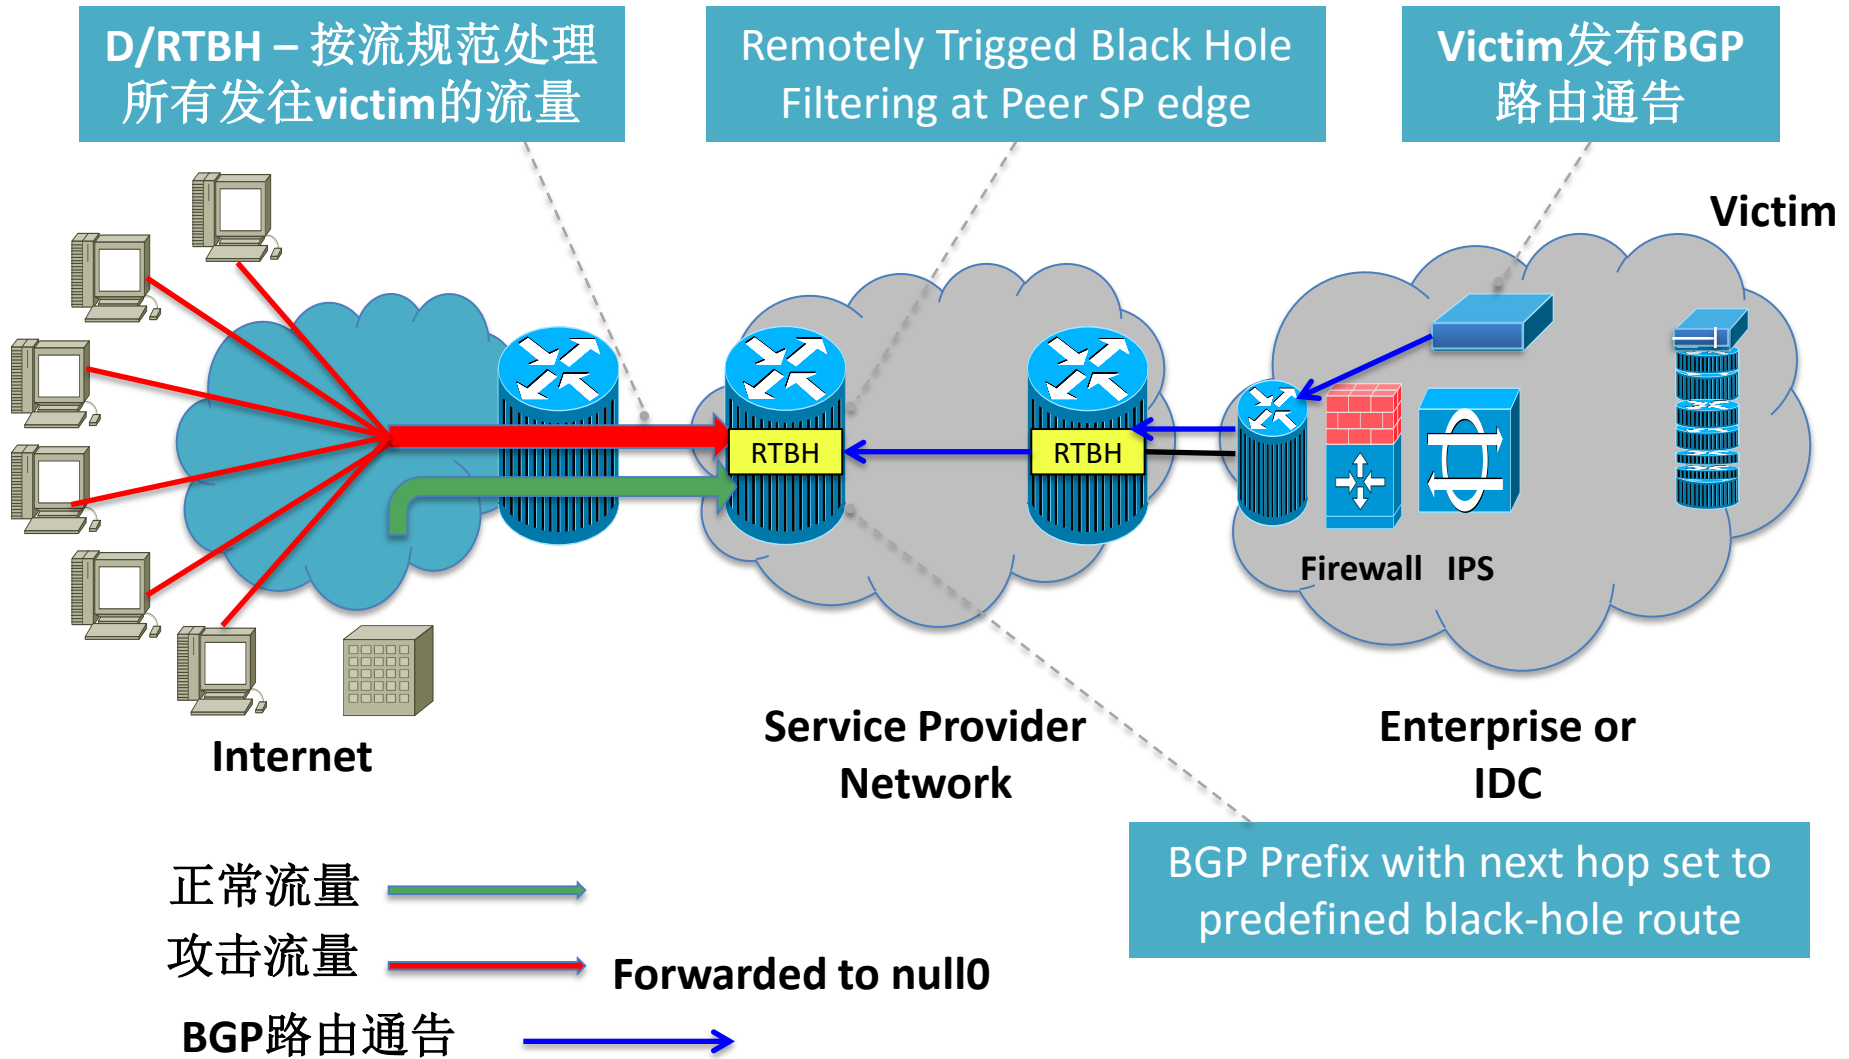 D/RTBH – 按流规范处理
所有发往victim的流量
Remotely Trigged Black Hole
Filtering at Peer SP edge
Victim发布BGP
路由通告
Victim
RTBH
RTBH
Firewall
IPS
Internet
Service Provider
Network
Enterprise or
IDC
BGP Prefix with next hop set to
predefined black-hole route
正常流量
攻击流量
Forwarded to null0
BGP路由通告